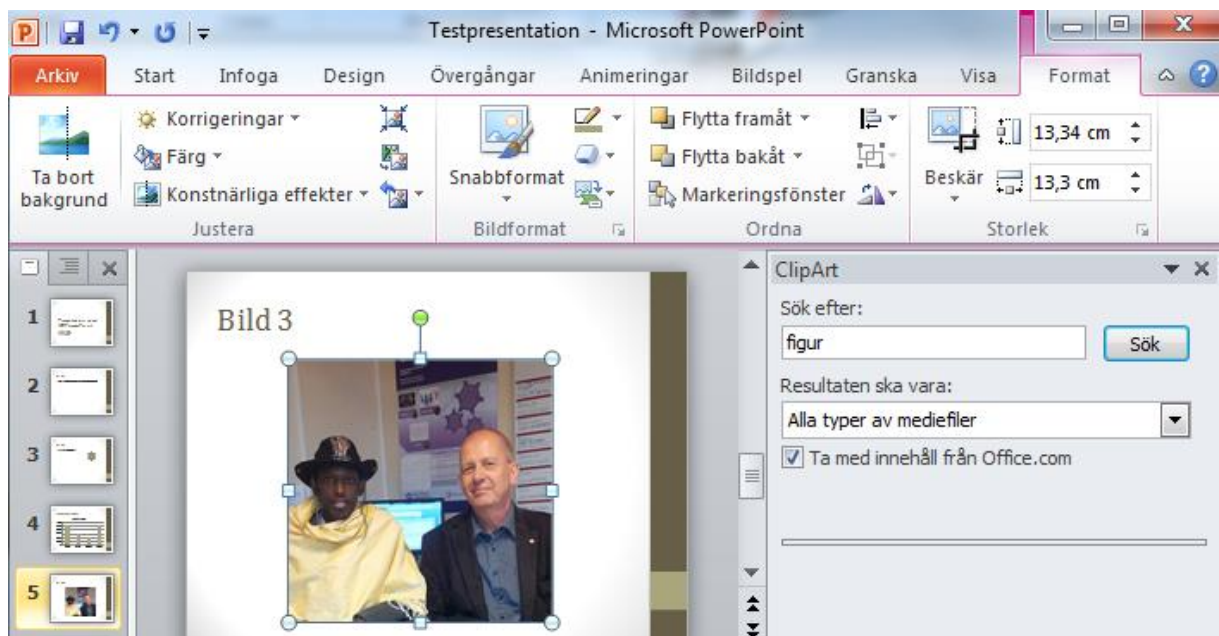 Testpresentation - Microsoft PowerPoint
Arkiv Start Infoga Design Övergångar Animeringar Bildspel Granska Visa Format
Ta bort bakgrund
Korrigeringar
Färg
Konstnärliga effekter
Justera
Snabbformat
Bildformat
Flytta framåt
Flytta bakåt
Markeringsfönster
Ordna
Beskär
13,34 cm
13,3 cm
Storlek
1
2
3
4
5
Bild 3
ClipArt
Sök efter:
figur
Sök
Resultaten ska vara:
Alla typer av mediefiler
Ta med innehåll från Office.com